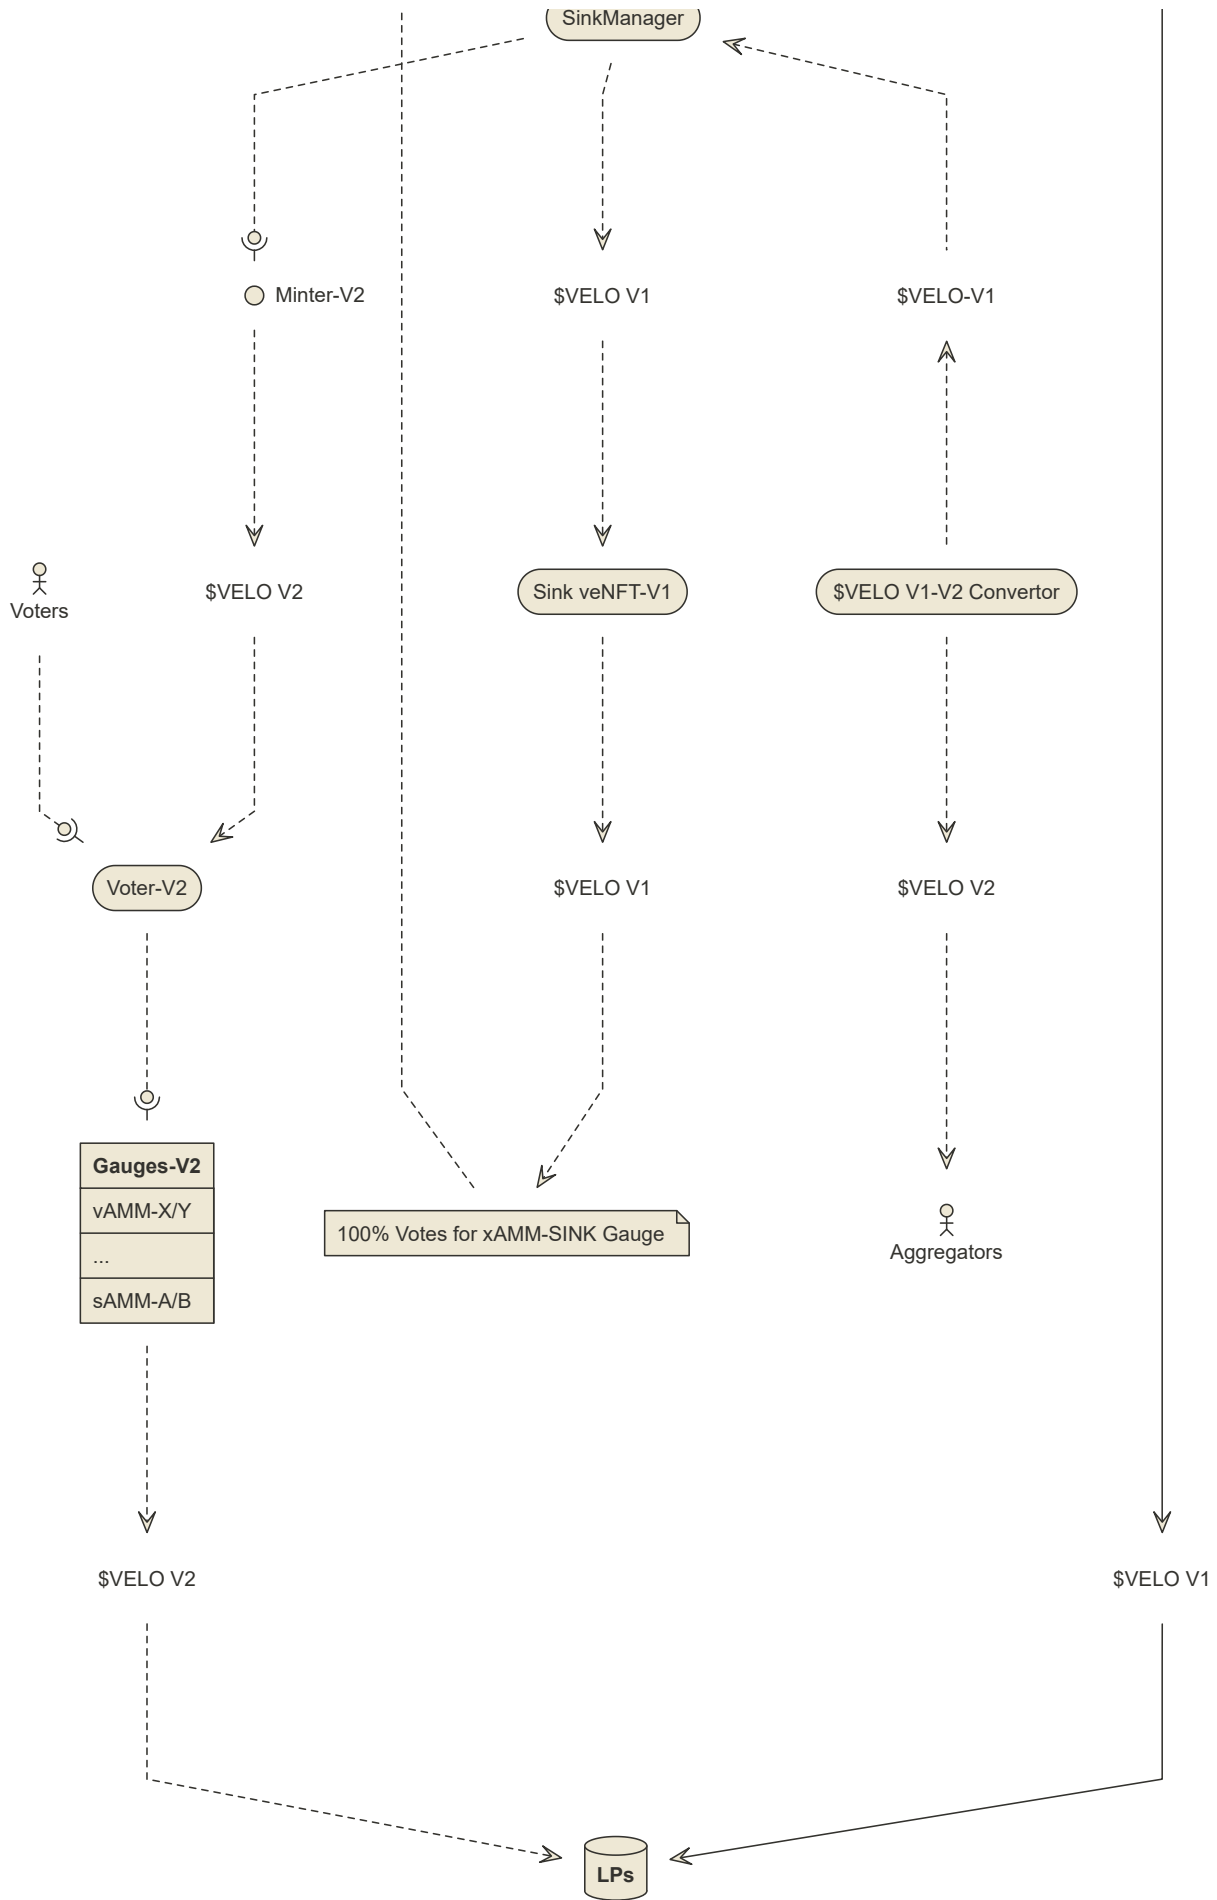 SinkManager
Minter-V2
$VELO V1
$VELO-V1
Voters
$VELO V2
Sink veNFT-V1
$VELO V1-V2 Convertor
Voter-V2
$VELO V1
$VELO V2
Gauges-V2
vAMM-X/Y
...
sAMM-A/B
100% Votes for xAMM-SINK Gauge
Aggregators
$VELO V2
$VELO V1
LPs